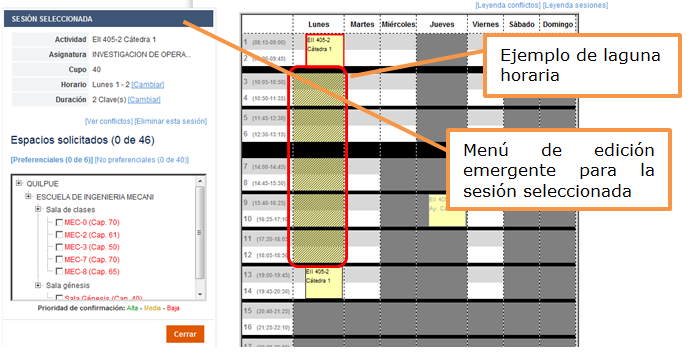 SESIÓN SELECCIONADA
Actividad EII 405-2 Cátedra 1
Asignatura INVESTIGACION DE OPERA...
Cupo 40
Horario Lunes 1 - 2 [Cambiar]
Duración 2 Clave(s) [Cambiar]
[Ver conflictos] [Eliminar esta sesión]
Espacios solicitados (0 de 46)
[Preferenciales (0 de 6)] [No preferenciales (0 de 40)]
QUILPUE
ESCUELA DE INGENIERIA MECANI
Sala de clases
MEC-0 (Cap. 70)
MEC-2 (Cap. 61)
MEC-3 (Cap. 50)
MEC-7 (Cap. 70)
MEC-8 (Cap. 65)
Sala génesis
Sala Génesis (Cap. 40)
Prioridad de confirmación: Alta - Media - Baja
Cerrar
[Leyenda conflictos] [Leyenda sesiones]
Lunes Martes Miércoles Jueves Viernes Sábado Domingo
1 (08:15-09:00) EII 405-2
Cátedra 1
2
3 (10:05-10:50)
4 (10:50-11:35)
5 (11:45-12:30)
6 (12:30-13:15)
7 (14:00-14:45)
8 (14:45-15:30)
9 (15:40-16:25) EII 405
Ay. Ca
10 (16:25-17:10)
11 (17:20-18:05)
12 (18:05-18:50)
13 (19:00-19:45) EII 405-2
Cátedra 1
14 (19:45-20:30)
15 (20:40-21:25)
16 (21:25-22:10)
Ejemplo de laguna
horaria
Menú de edición
emergente para la
sesión seleccionada